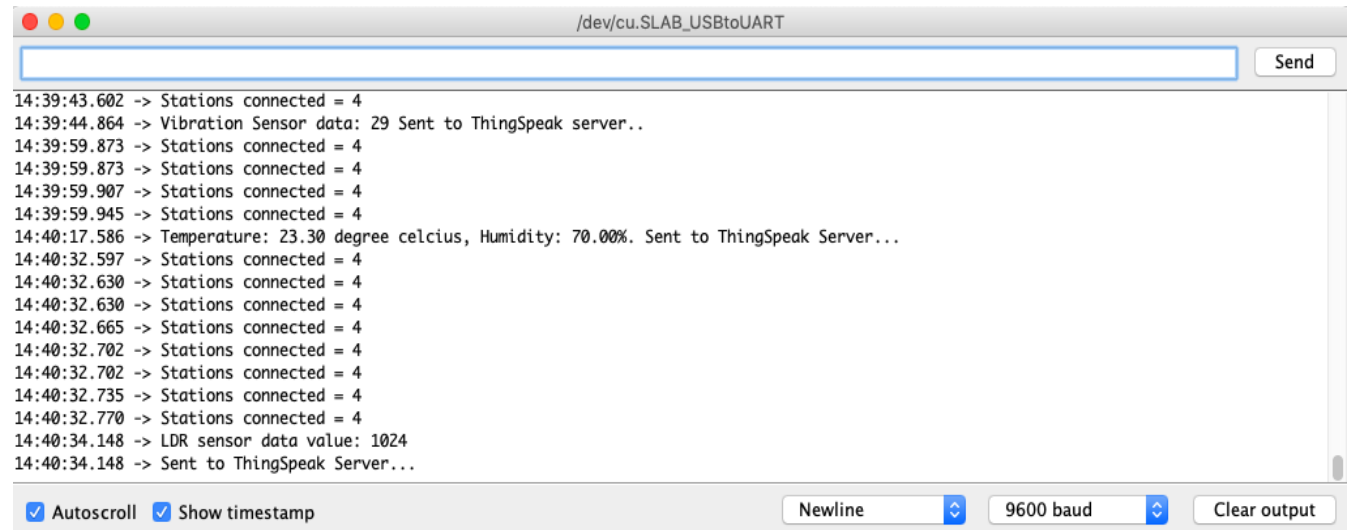 /dev/cu.SLAB_USBtoUART
Send
14:39:43.602 -> Stations connected = 4
14:39:44.864 -> Vibration Sensor data: 29 Sent to ThingSpeak server..
14:39:59.873 -> Stations connected = 4
14:39:59.873 -> Stations connected = 4
14:39:59.907 -> Stations connected = 4
14:39:59.945 -> Stations connected = 4
14:40:17.586 -> Temperature: 23.30 degree celcius, Humidity: 70.00%. Sent to ThingSpeak Server...
14:40:32.597 -> Stations connected = 4
14:40:32.630 -> Stations connected = 4
14:40:32.630 -> Stations connected = 4
14:40:32.665 -> Stations connected = 4
14:40:32.702 -> Stations connected = 4
14:40:32.702 -> Stations connected = 4
14:40:32.735 -> Stations connected = 4
14:40:32.770 -> Stations connected = 4
14:40:34.148 -> LDR sensor data value: 1024
14:40:34.148 -> Sent to ThingSpeak Server...
Autoscroll Show timestamp Newline 9600 baud Clear output